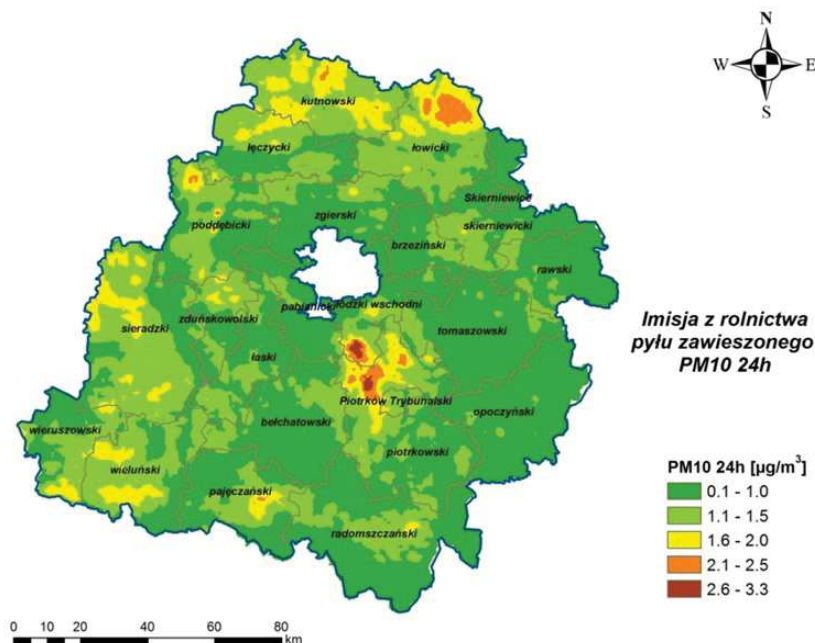 N
W E
S
kutnowski
łęczycki
łowicki
Skierniewice
zgierski
skierniewicki
poddębicki
brzeziński
rawski
pabianicki
łódzki wschodni
zduńskowolski
sieradzki
tomaszowski
łaski
Imisja z rolnictwa
pyłu zawieszonego
PM10 24h
Piotrków Trybunalski
opoczyński
bełchatowski
wieruszowski
piotrkowski
wieluński
pajęczański
radomszczański
PM10 24h [µg/m³]
0.1 - 1.0
1.1 - 1.5
1.6 - 2.0
2.1 - 2.5
2.6 - 3.3
0 10 20 40 60 80
km